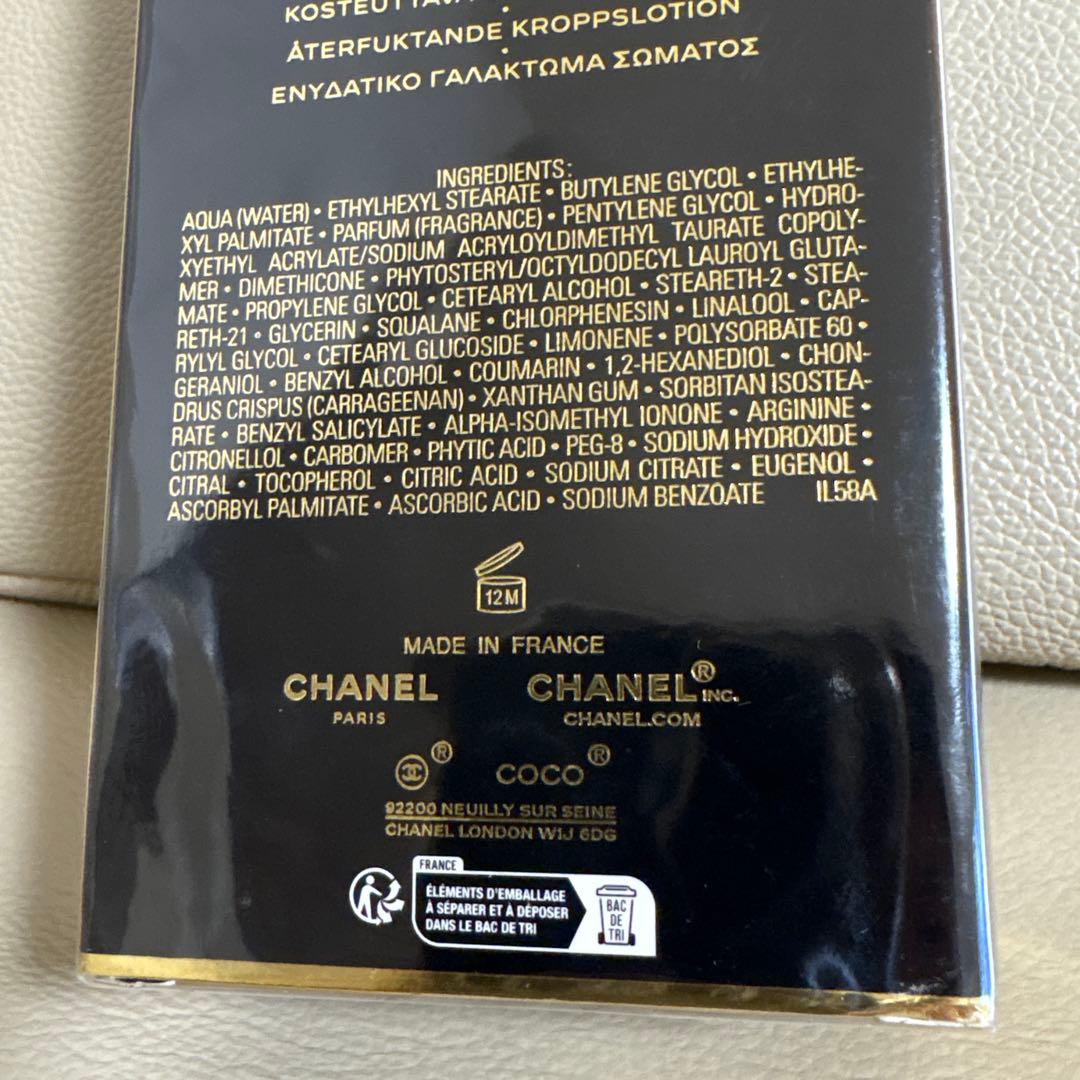 ÅTERFUKTANDE KROPPSLOTION
•
ΕΝΥΔΑΤΙΚΟ ΓΑΛΑΚΤΩΜΑ ΣΩΜΑΤΟΣ
INGREDIENTS:
AQUA (WATER) • ETHYLHEXYL STEARATE • BUTYLENE GLYCOL • ETHYLHE-
XYL PALMITATE • PARFUM (FRAGRANCE) • PENTYLENE GLYCOL • HYDRO-
XYETHYL ACRYLATE/SODIUM ACRYLOYLDIMETHYL TAURATE COPOLY-
MER • DIMETHICONE • PHYTOSTERYL/OCTYLDODECYL LAUROYL GLUTA-
MATE • PROPYLENE GLYCOL • CETEARYL ALCOHOL • STEARETH-2 • STEA-
RETH-21 • GLYCERIN • SQUALANE • CHLORPHENESIN • LINALOOL • CAP-
RYLYL GLYCOL • CETEARYL GLUCOSIDE • LIMONENE • POLYSORBATE 60 •
GERANIOL • BENZYL ALCOHOL • COUMARIN • 1,2-HEXANEDIOL • CHON-
DRUS CRISPUS (CARRAGEENAN) • XANTHAN GUM • SORBITAN ISOSTEA-
RATE • BENZYL SALICYLATE • ALPHA-ISOMETHYL IONONE • ARGININE •
CITRONELLOL • CARBOMER • PHYTIC ACID • PEG-8 • SODIUM HYDROXIDE •
CITRAL • TOCOPHEROL • CITRIC ACID • SODIUM CITRATE • EUGENOL •
ASCORBYL PALMITATE • ASCORBIC ACID • SODIUM BENZOATE IL58A
12M
MADE IN FRANCE
CHANEL CHANEL® INC.
PARIS CHANEL.COM
® COCO®
92200 NEUILLY SUR SEINE
CHANEL LONDON W1J 6DG
FRANCE
ÉLÉMENTS D'EMBALLAGE
À SÉPARER ET À DÉPOSER
DANS LE BAC DE TRI
BAC
DE
TRI